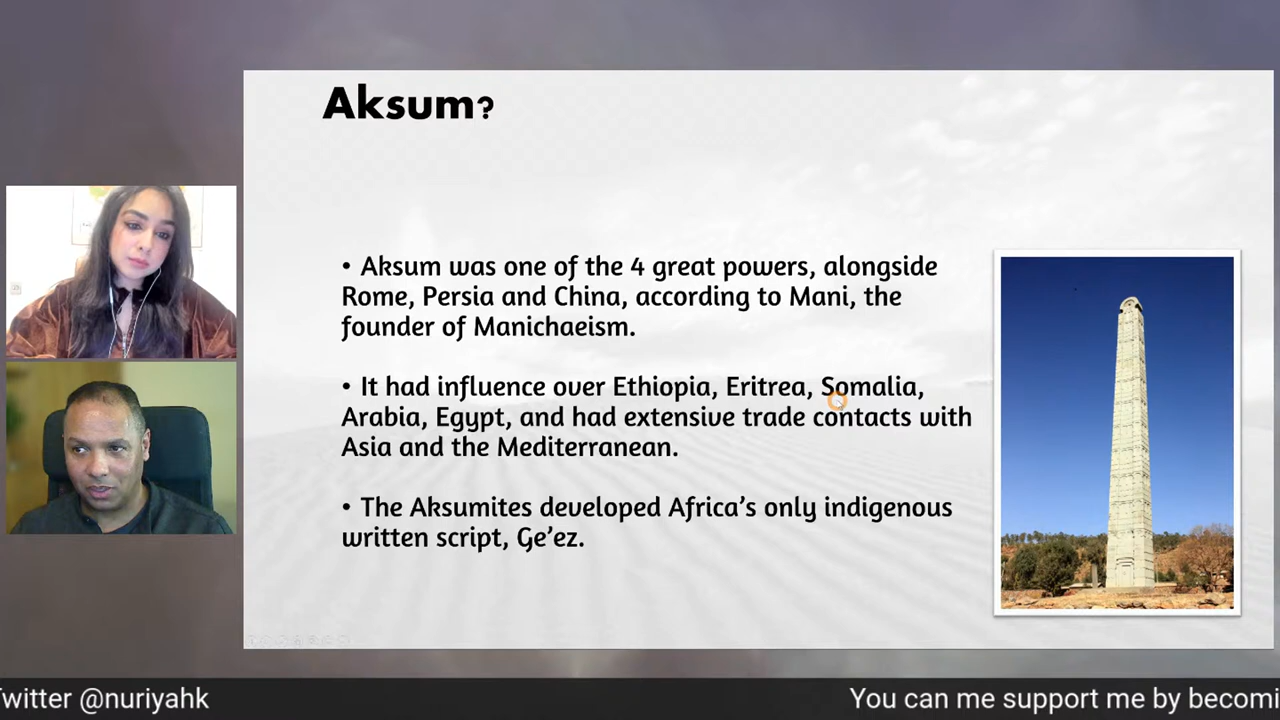 Aksum?
• Aksum was one of the 4 great powers, alongside
Rome, Persia and China, according to Mani, the
founder of Manichaeism.
• It had influence over Ethiopia, Eritrea, Somalia,
Arabia, Egypt, and had extensive trade contacts with
Asia and the Mediterranean.
• The Aksumites developed Africa’s only indigenous
written script, Ge’ez.
Twitter @nuriyahk
You can me support me by becomi